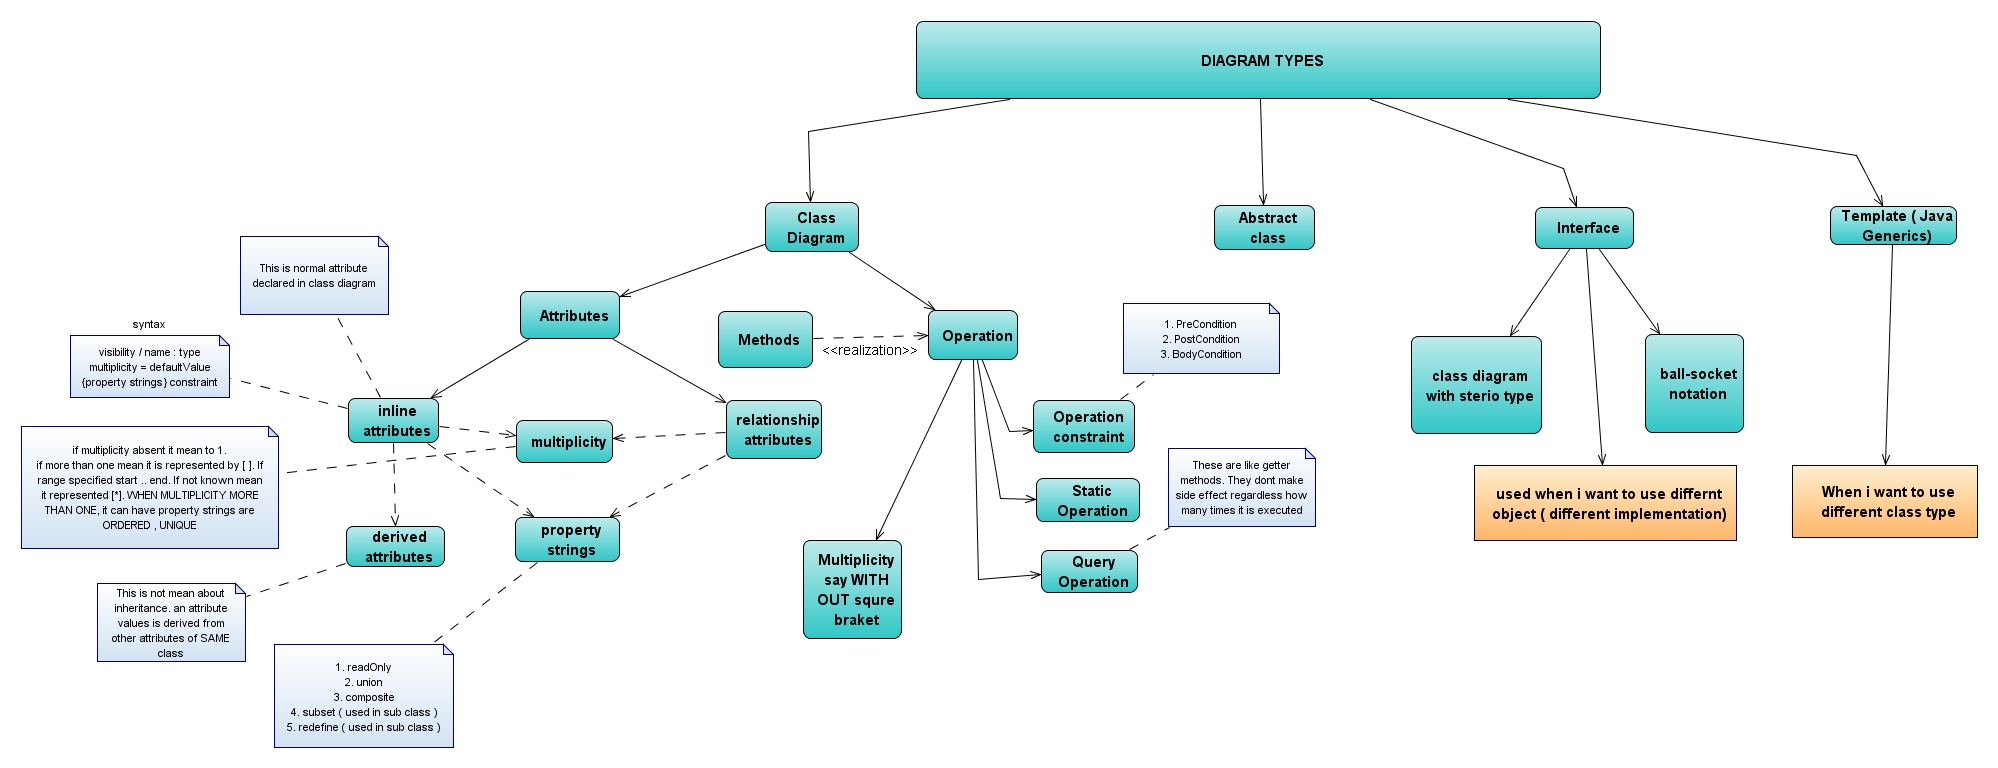 DIAGRAM TYPES
Class
Diagram
Abstract
class
Interface
Template ( Java
Generics)
This is normal attribute
declared in class diagram
Attributes
Methods
<<realization>>
Operation
1. PreCondition
2. PostCondition
3. BodyCondition
syntax
visibility / name : type
multiplicity = defaultValue
{property strings} constraint
class diagram
with sterio type
ball-socket
notation
inline
attributes
multiplicity
relationship
attributes
Operation
constraint
if multiplicity absent it mean to 1.
if more than one mean it is represented by [ ]. If
range specified start .. end. If not known mean
it represented [*]. WHEN MULTIPLICITY MORE
THAN ONE, it can have property strings are
ORDERED , UNIQUE
These are like getter
methods. They dont make
side effect regardless how
many times it is executed
Static
Operation
used when i want to use differnt
object ( different implementation)
When i want to use
different class type
derived
attributes
property
strings
Multiplicity
say WITH
OUT squre
braket
Query
Operation
This is not mean about
inheritance. an attribute
values is derived from
other attributes of SAME
class
1. readOnly
2. union
3. composite
4. subset ( used in sub class )
5. redefine ( used in sub class )